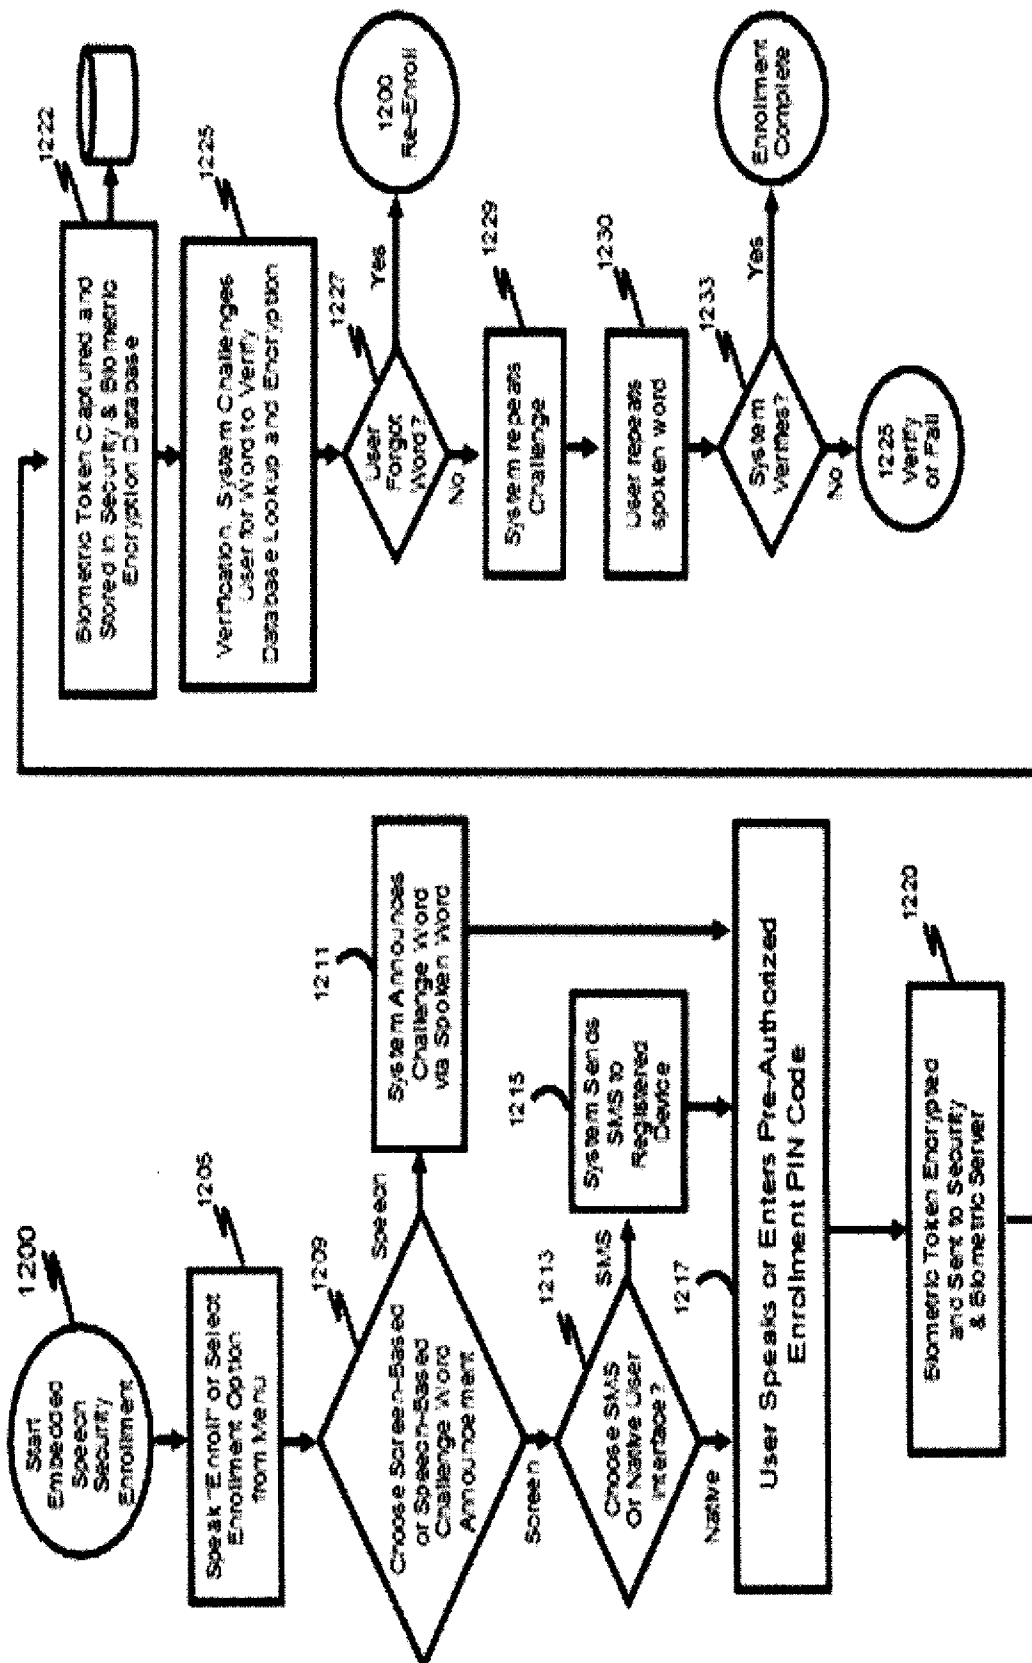 1200
Start
Embedded
Speech
Security
Enrollment
1205
Speak "Enroll" or Select
Enrollment Option
from Menu
1209
Choose Screen-Based
or Speech-Based
Challenge Word
Announcement
Speech
1211
System Announces
Challenge Word
via Spoken Word
Screen
1213
Choose SMS
Or Native User
Interface?
SMS
1215
System Sends
SMS to
Registered
Device
Native
1217
User Speaks or Enters Pre-Authorized
Enrollment PIN Code
1220
Biometric Token Encrypted
and Sent to Security
& Biometric Server
1222
Biometric Token Captured and
Stored in Security & Biometric
Encryption Database
1225
Verification. System Challenges
User for Word to Verify
Database Lookup and Encryption
1227
User
Forgot
Word?
Yes
1200
Re-Enroll
No
1229
System repeats
Challenge
1230
User repeats
spoken word
1233
System
Verifies?
Yes
Enrollment
Complete
No
1225
Verify
or Fail